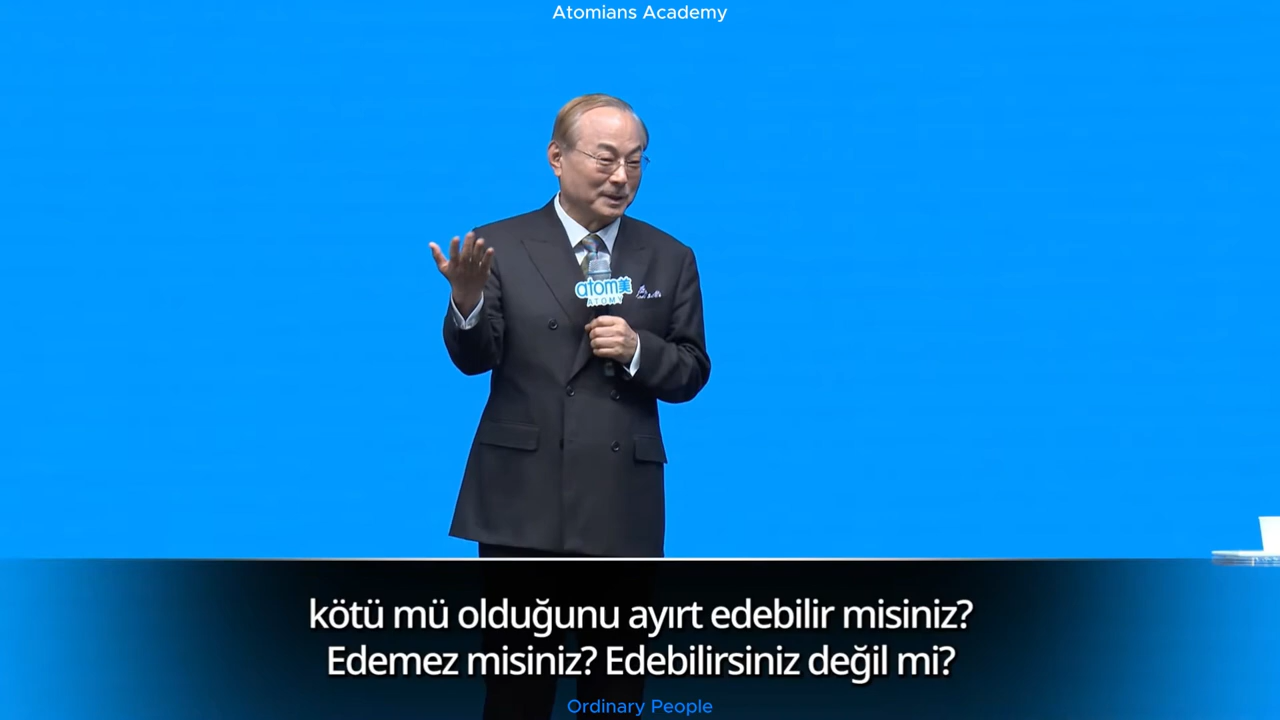 Atomians Academy
atom美
ATOMY
kötü mü olduğunu ayırt edebilir misiniz?
Edemez misiniz? Edebilirsiniz değil mi?
Ordinary People